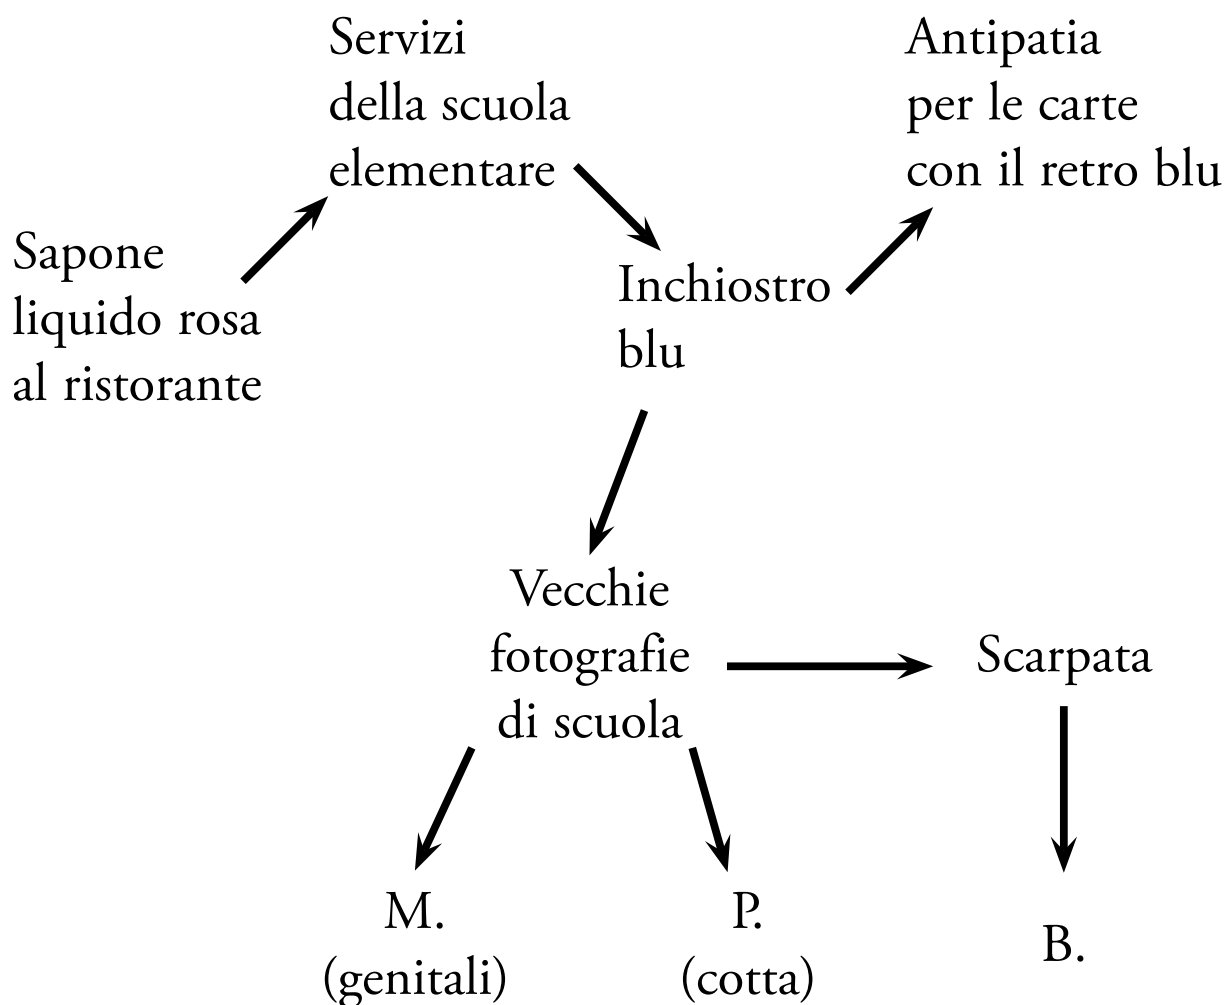 Servizi
della scuola
elementare
Antipatia
per le carte
con il retro blu
Sapone
liquido rosa
al ristorante
Inchiostro
blu
Vecchie
fotografie
di scuola
Scarpata
M.
(genitali)
P.
(cotta)
B.